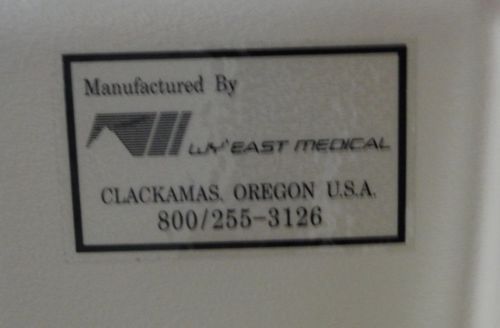 Manufactured By
WY'EAST MEDICAL
CLACKAMAS, OREGON U.S.A.
800/255-3126